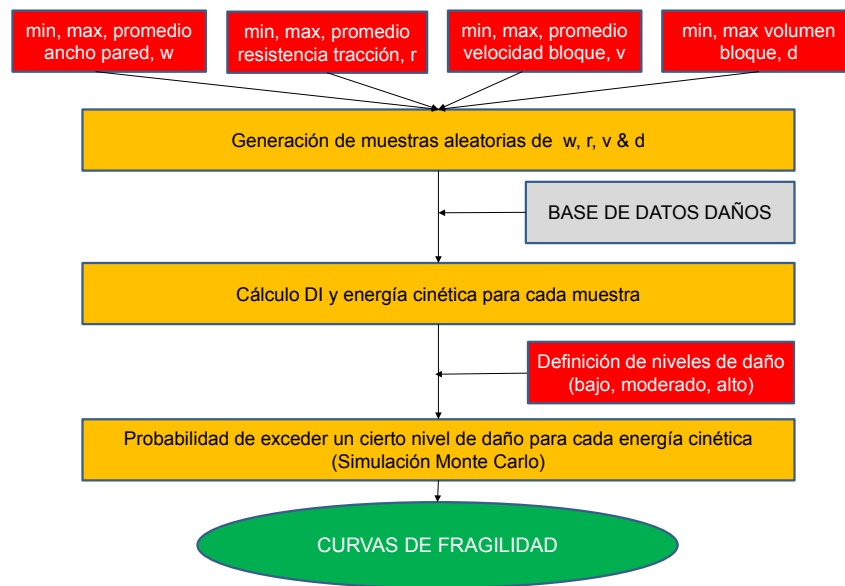 min, max, promedio
ancho pared, w
min, max, promedio
resistencia tracción, r
min, max, promedio
velocidad bloque, v
min, max volumen
bloque, d
Generación de muestras aleatorias de w, r, v & d
BASE DE DATOS DAÑOS
Cálculo DI y energía cinética para cada muestra
Definición de niveles de daño
(bajo, moderado, alto)
Probabilidad de exceder un cierto nivel de daño para cada energía cinética
(Simulación Monte Carlo)
CURVAS DE FRAGILIDAD